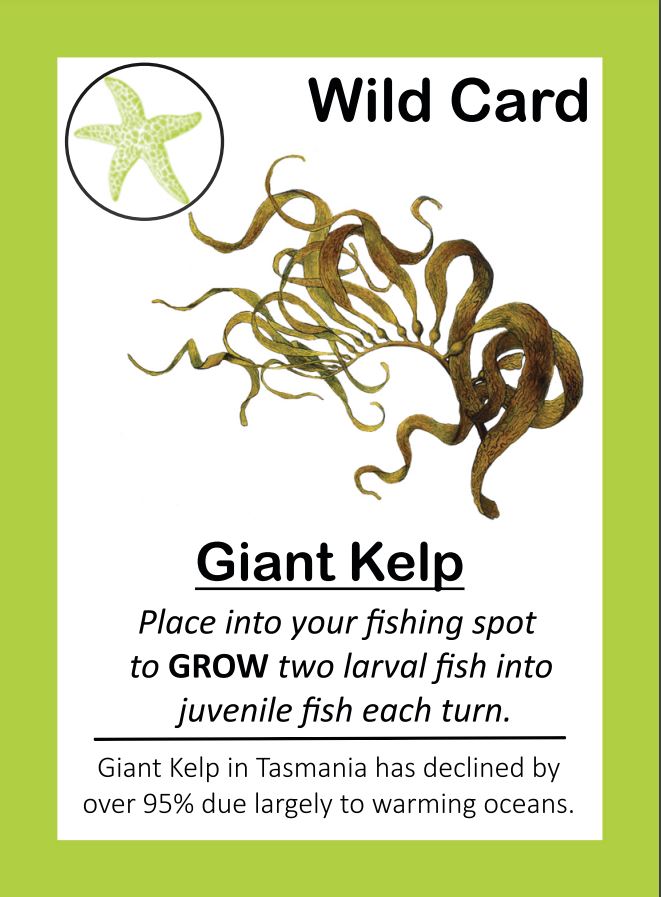 Wild Card
Giant Kelp
Place into your fishing spot
to GROW two larval fish into
juvenile fish each turn.
Giant Kelp in Tasmania has declined by
over 95% due largely to warming oceans.